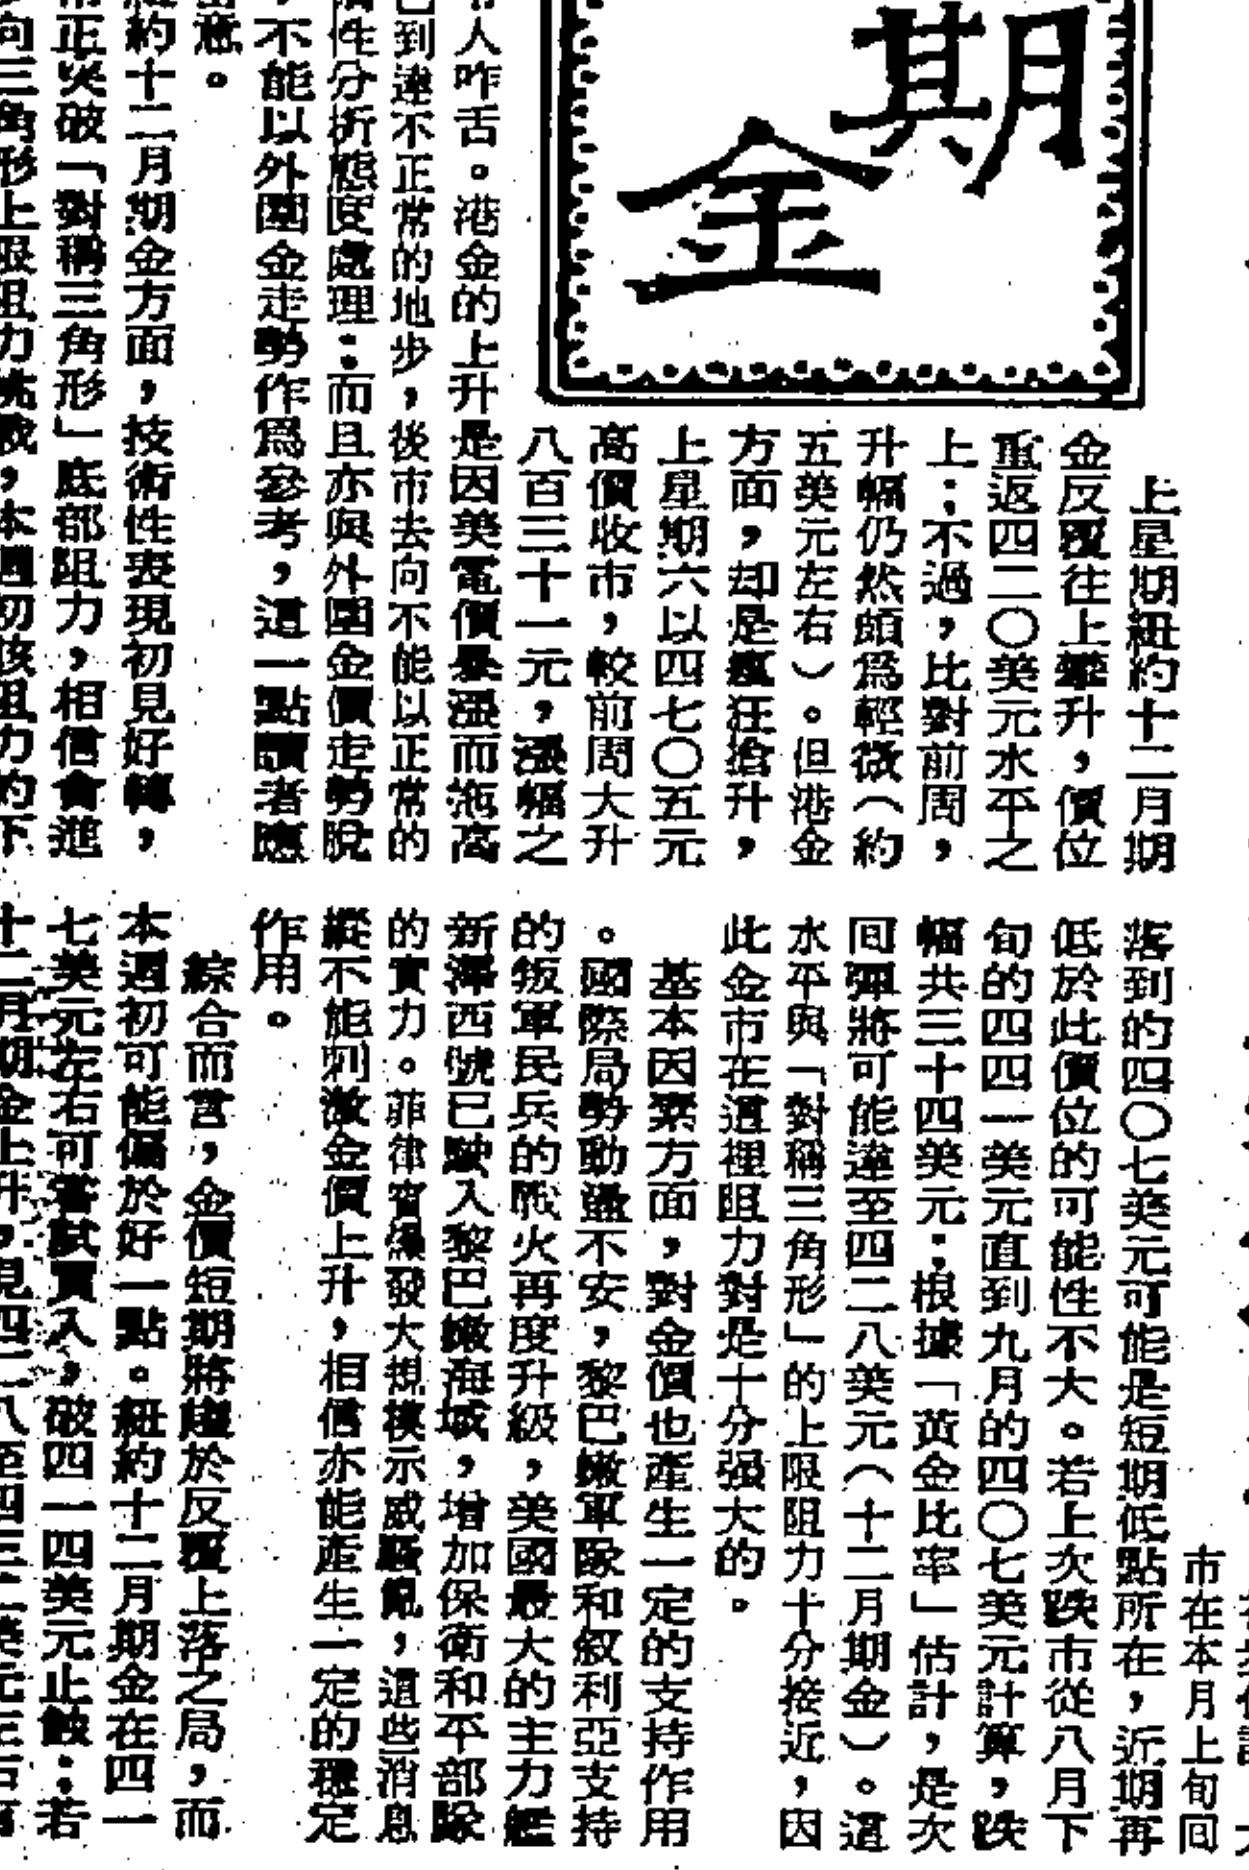 期
金
上星期紐約十二月期
金反覆往上攀升，價位
重返四二〇美元水平之
上；不過，比對前周，
升幅仍然頗為輕微（約
五美元左右）。但港金
方面，却是瘋狂搶升，
上星期六以四七〇五元
高價收市，較前周大升
八百三十一元，漲幅之
人咋舌。港金的上升是因美電價暴漲而拖高
到達不正常的地步，後市去向不能以正常的
性分折態度處理；而且亦與外圍金價走勢脫
，不能以外圍金走勢作為參考，這一點讀者應
意。
約十二月期金方面，技術性表現初見好轉，
正突破「對稱三角形」底部阻力，相信會進
向三角形上限阻力挑戰，本週初該阻力約下
市在本月上旬回
落到的四〇七美元可能是短期低點所在，近期再
低於此價位的可能性不大。若上次跌市從八月下
旬的四四一美元直到九月的四〇七美元計算，跌
幅共三十四美元；根據「黃金比率」估計，是次
回彈將可能達至四二八美元（十二月期金）。這
水平與「對稱三角形」的上限阻力十分接近，因
此金市在這裡阻力對是十分强大的。
基本因素方面，對金價也產生一定的支持作用
。國際局勢動盪不安，黎巴嫩軍隊和叙利亞支持
的叛軍民兵的戰火再度升級，美國最大的主力艦
新澤西號已駛入黎巴嫩海域，增加保衛和平部隊
的實力。菲律賓爆發大規模示威騷亂，這些消息
縱不能刺激金價上升，相信亦能產生一定的穩定
作用。
綜合而言，金價短期將趨於反覆上落之局，而
本週初可能偏於好一點。紐約十二月期金在四一
七美元左右可嘗試買入，破四一四美元止蝕；若
十二月期金上升，見四二八至四三二美元左右